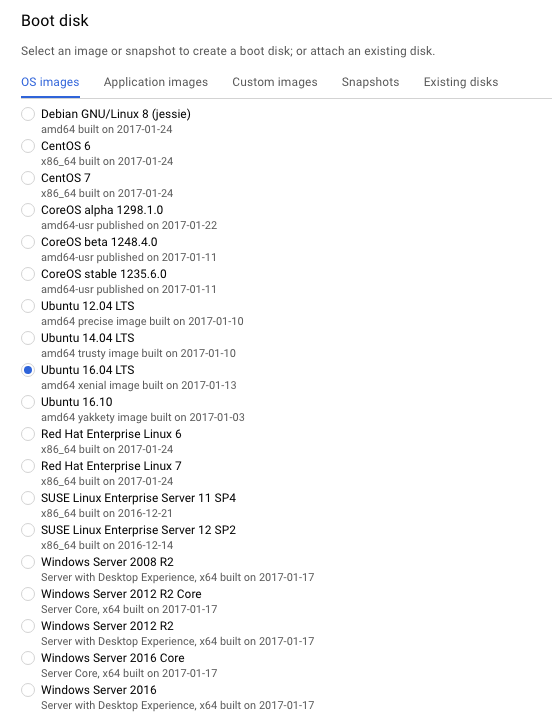 Boot disk
Select an image or snapshot to create a boot disk; or attach an existing disk.
OS images Application images Custom images Snapshots Existing disks
Debian GNU/Linux 8 (jessie)
amd64 built on 2017-01-24
CentOS 6
x86_64 built on 2017-01-24
CentOS 7
x86_64 built on 2017-01-24
CoreOS alpha 1298.1.0
amd64-usr published on 2017-01-22
CoreOS beta 1248.4.0
amd64-usr published on 2017-01-11
CoreOS stable 1235.6.0
amd64-usr published on 2017-01-11
Ubuntu 12.04 LTS
amd64 precise image built on 2017-01-10
Ubuntu 14.04 LTS
amd64 trusty image built on 2017-01-10
Ubuntu 16.04 LTS
amd64 xenial image built on 2017-01-13
Ubuntu 16.10
amd64 yakkety image built on 2017-01-03
Red Hat Enterprise Linux 6
x86_64 built on 2017-01-24
Red Hat Enterprise Linux 7
x86_64 built on 2017-01-24
SUSE Linux Enterprise Server 11 SP4
x86_64 built on 2016-12-21
SUSE Linux Enterprise Server 12 SP2
x86_64 built on 2016-12-14
Windows Server 2008 R2
Server with Desktop Experience, x64 built on 2017-01-17
Windows Server 2012 R2 Core
Server Core, x64 built on 2017-01-17
Windows Server 2012 R2
Server with Desktop Experience, x64 built on 2017-01-17
Windows Server 2016 Core
Server Core, x64 built on 2017-01-17
Windows Server 2016
Server with Desktop Experience, x64 built on 2017-01-17